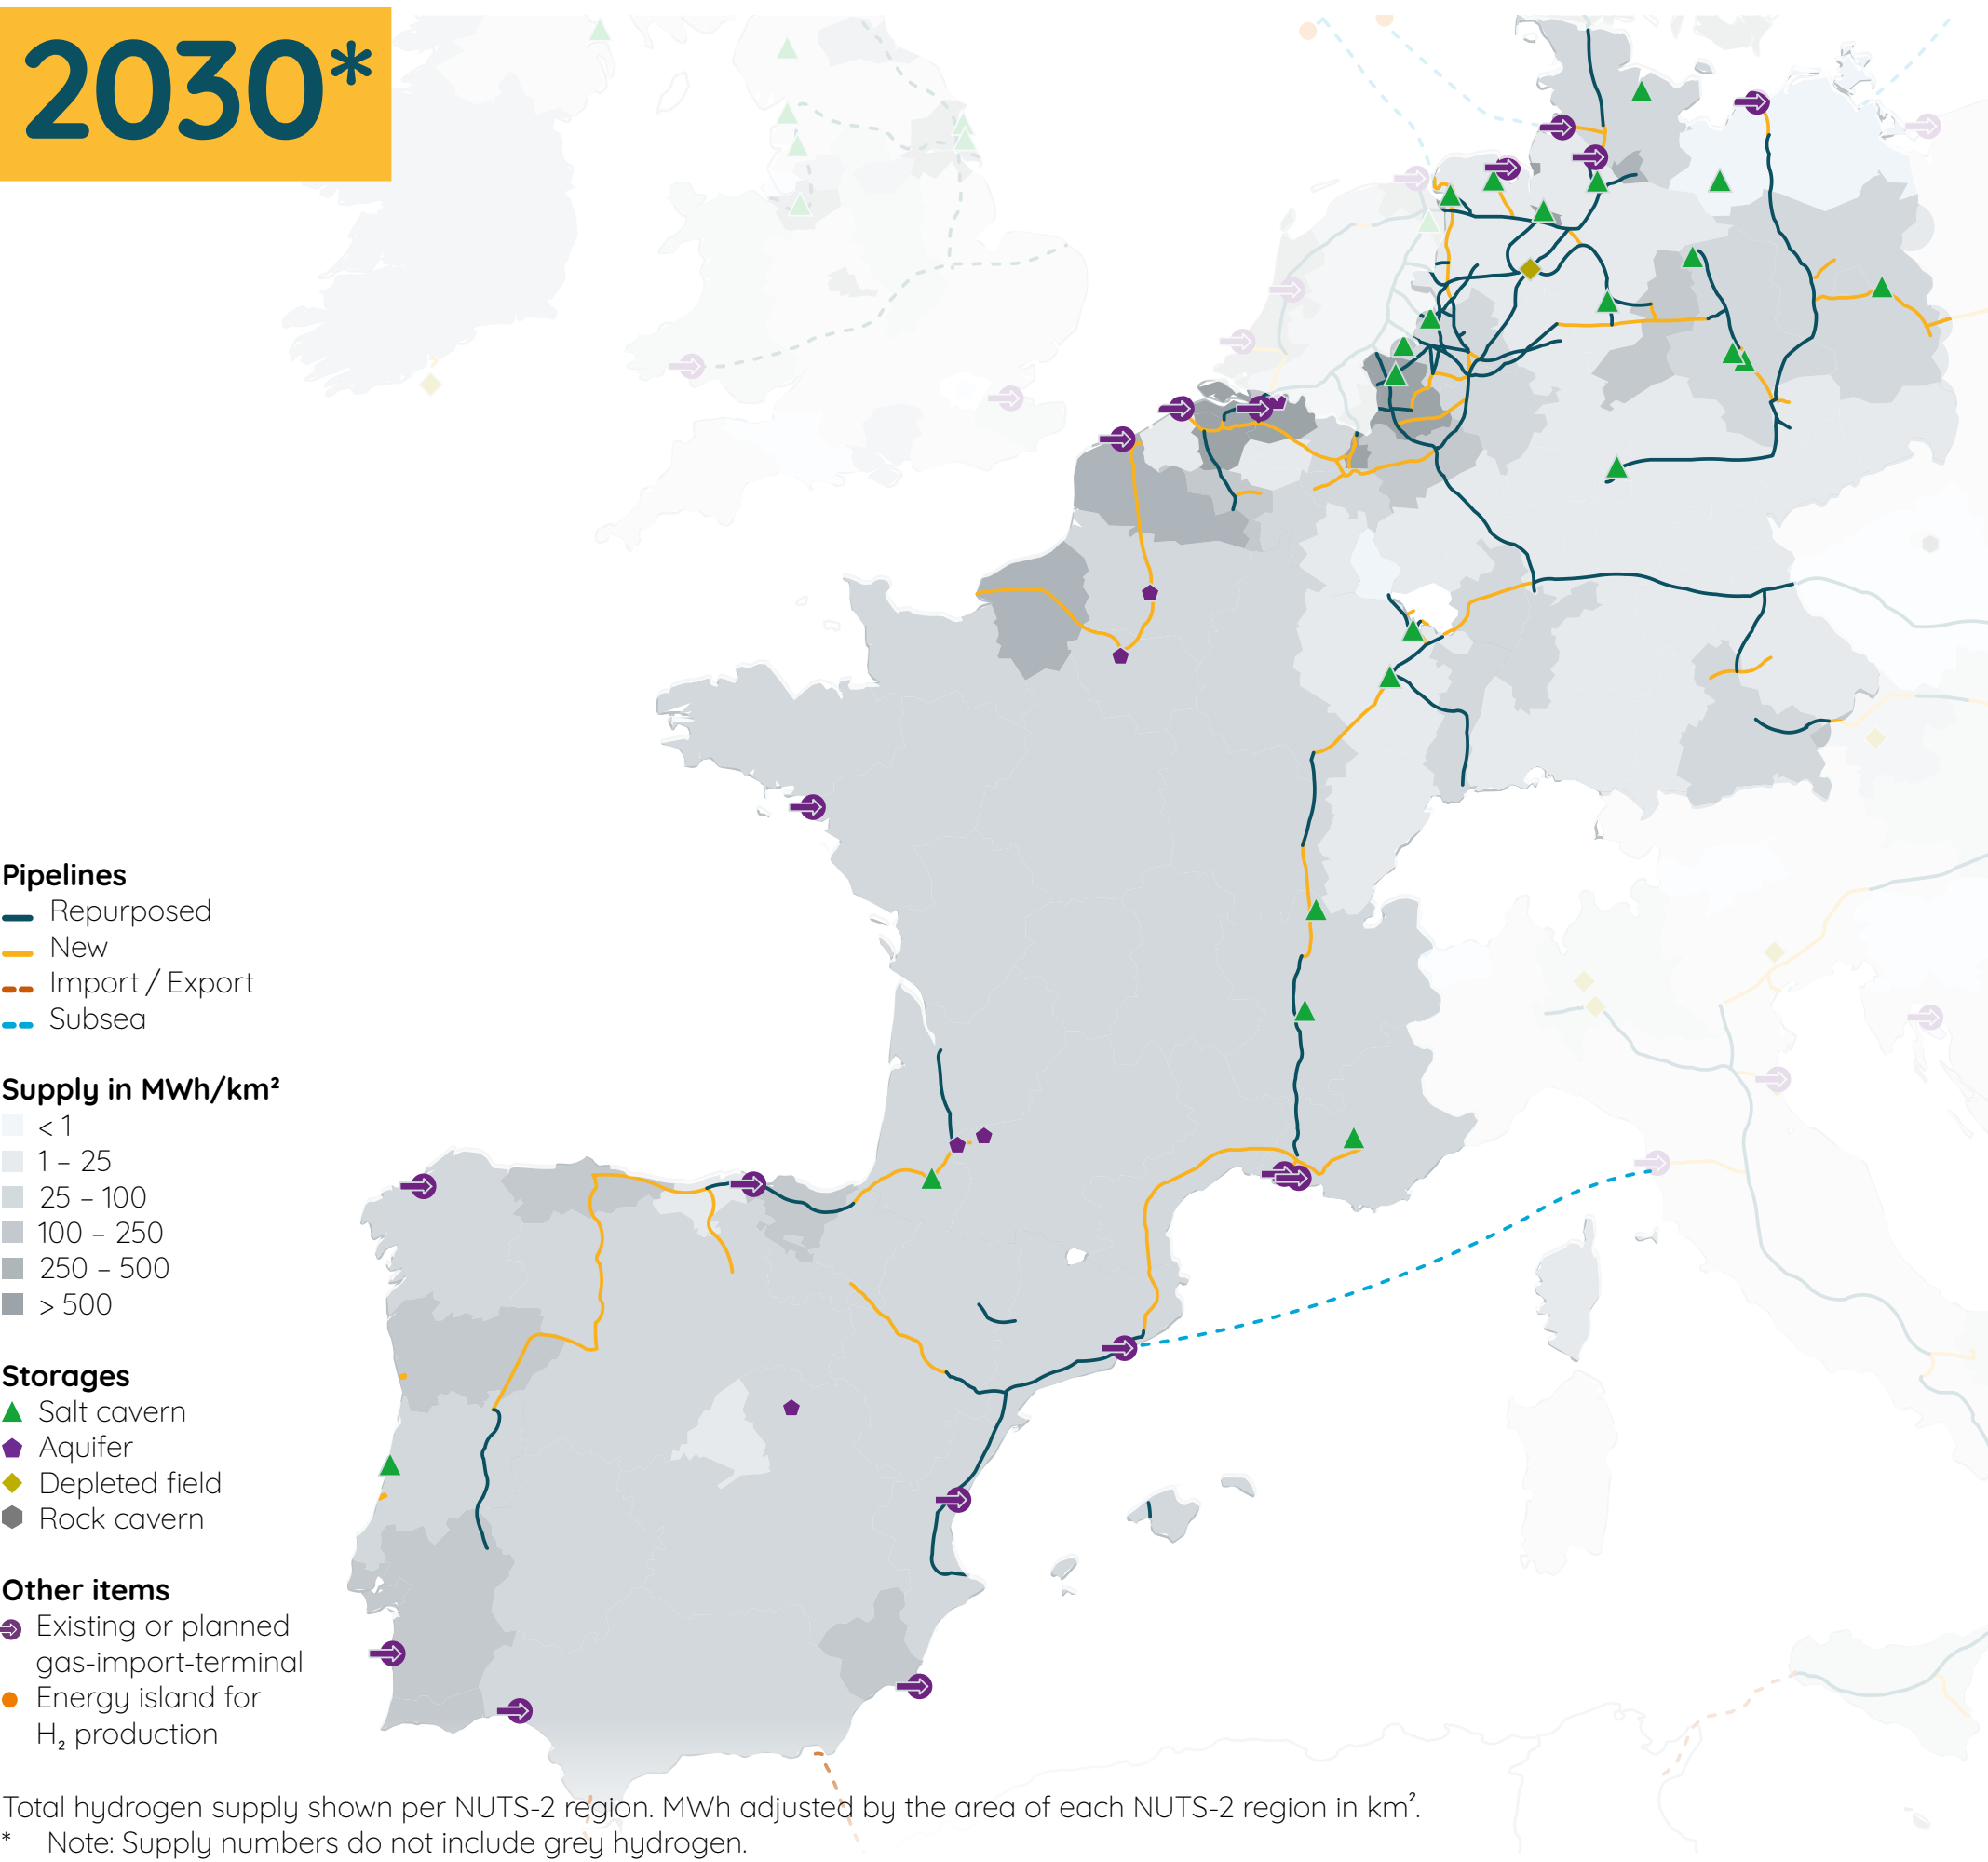 2030*
Pipelines
Repurposed
New
Import / Export
Subsea
Supply in MWh/km²
< 1
1 – 25
25 – 100
100 – 250
250 – 500
> 500
Storages
Salt cavern
Aquifer
Depleted field
Rock cavern
Other items
Existing or planned
gas-import-terminal
Energy island for
H₂ production
Total hydrogen supply shown per NUTS-2 region. MWh adjusted by the area of each NUTS-2 region in km².
* Note: Supply numbers do not include grey hydrogen.